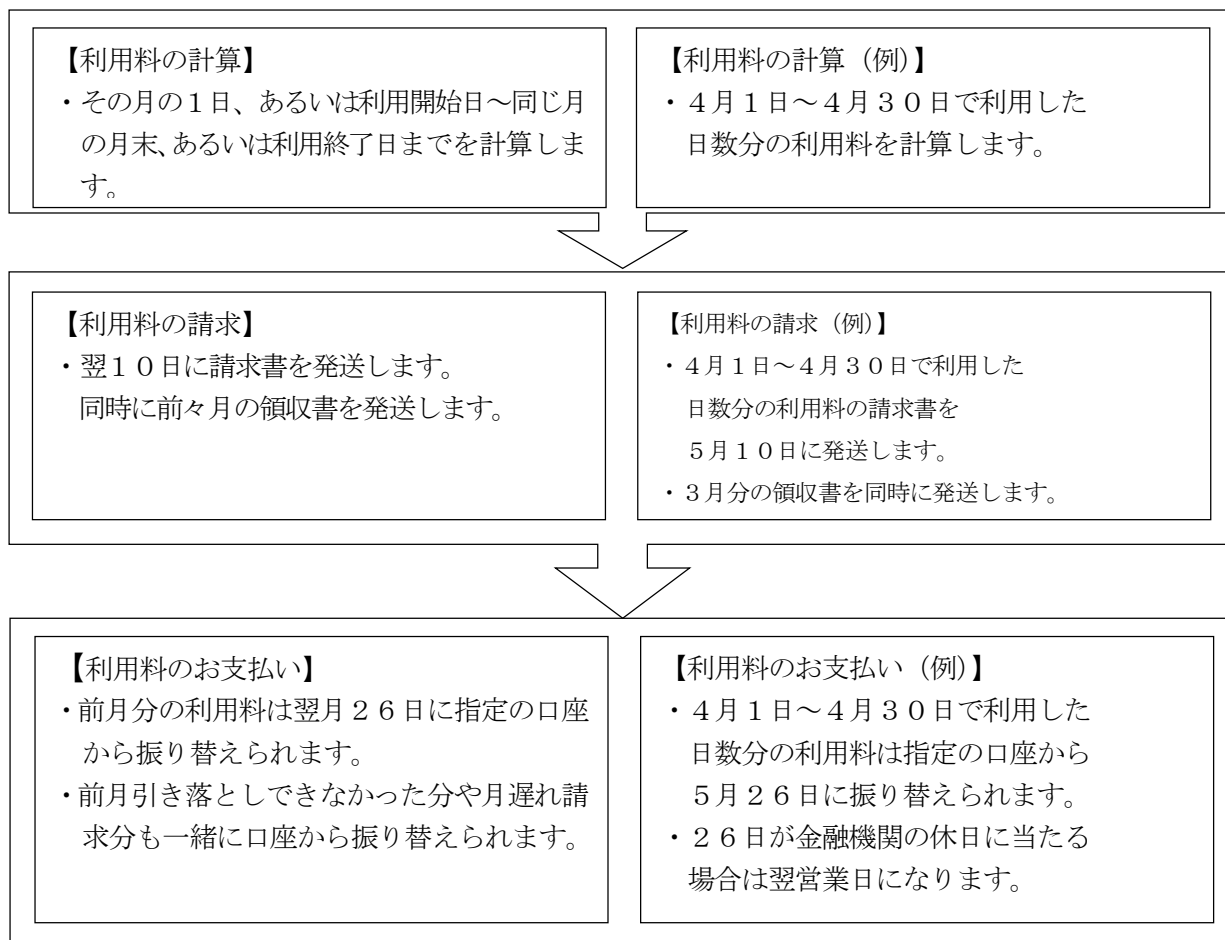 【利用料の計算】
・その月の１日、あるいは利用開始日～同じ月
の月末、あるいは利用終了日までを計算しま
す。
【利用料の計算（例）】
・４月１日～４月３０日で利用した
日数分の利用料を計算します。
【利用料の請求】
・翌１０日に請求書を発送します。
同時に前々月の領収書を発送します。
【利用料の請求（例）】
・４月１日～４月３０日で利用した
日数分の利用料の請求書を
５月１０日に発送します。
・３月分の領収書を同時に発送します。
【利用料のお支払い】
・前月分の利用料は翌月２６日に指定の口座
から振り替えられます。
・前月引き落としできなかった分や月遅れ請
求分も一緒に口座から振り替えられます。
【利用料のお支払い（例）】
・４月１日～４月３０日で利用した
日数分の利用料は指定の口座から
５月２６日に振り替えられます。
・２６日が金融機関の休日に当たる
場合は翌営業日になります。